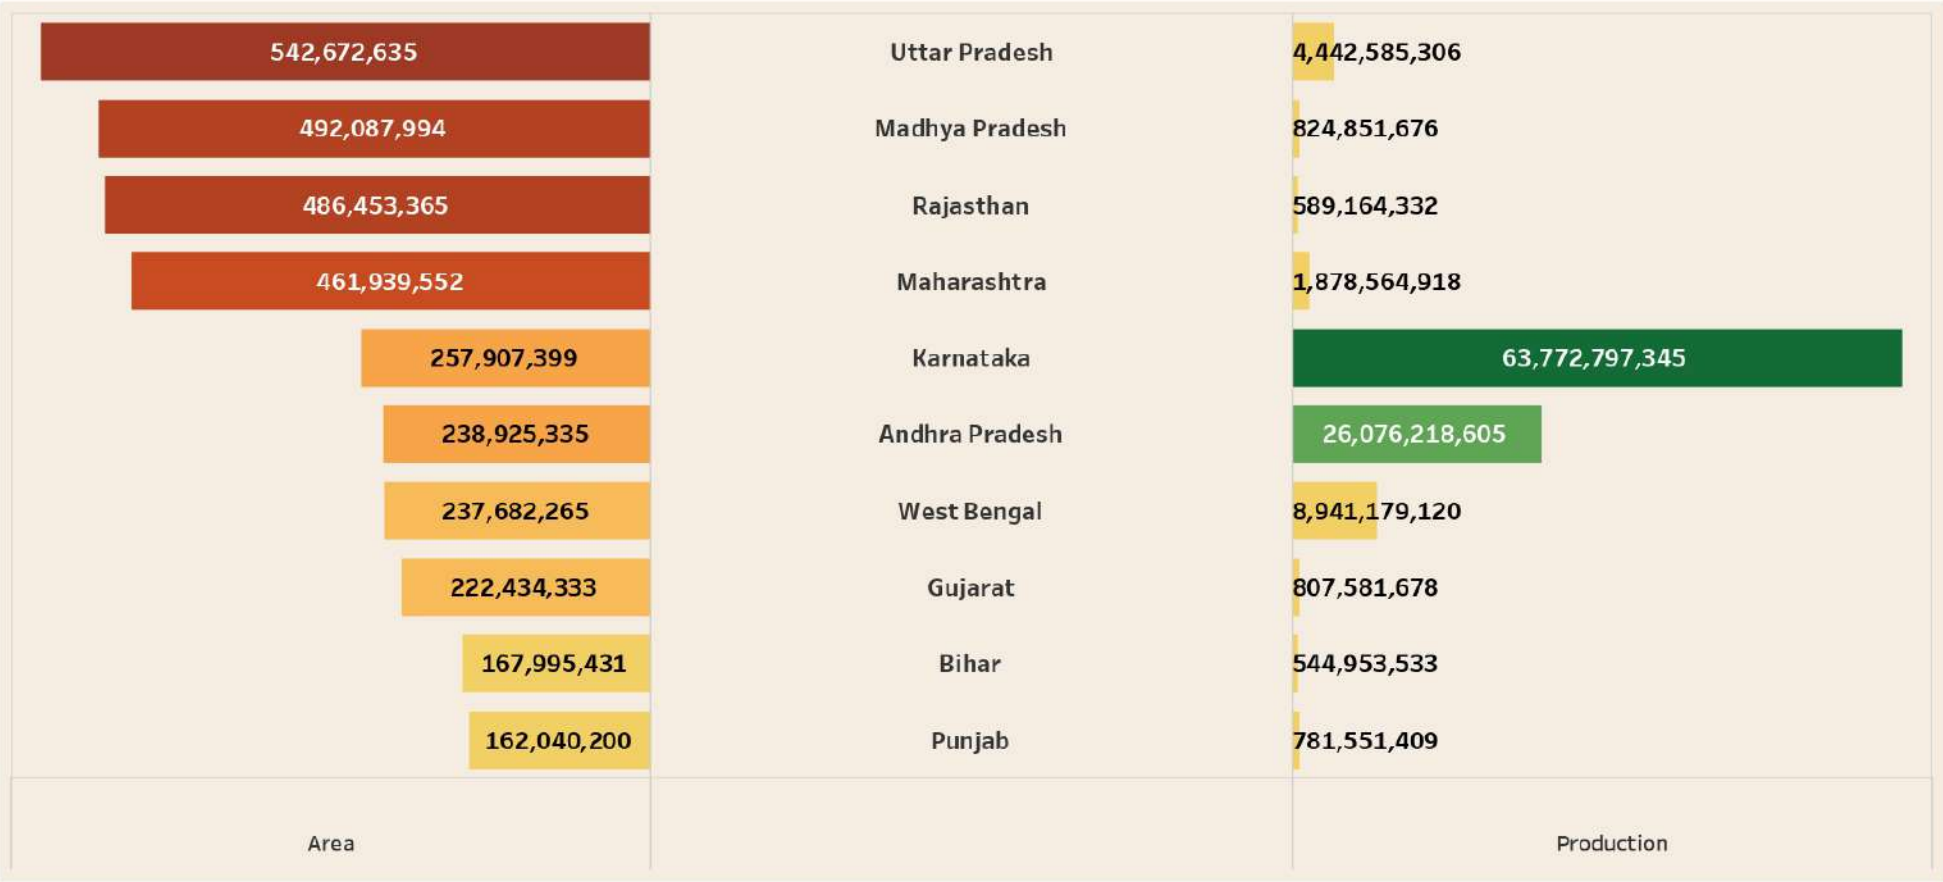 542,672,635 Uttar Pradesh 4,442,585,306
492,087,994 Madhya Pradesh 824,851,676
486,453,365 Rajasthan 589,164,332
461,939,552 Maharashtra 1,878,564,918
257,907,399 Karnataka 63,772,797,345
238,925,335 Andhra Pradesh 26,076,218,605
237,682,265 West Bengal 8,941,179,120
222,434,333 Gujarat 807,581,678
167,995,431 Bihar 544,953,533
162,040,200 Punjab 781,551,409
Area Production